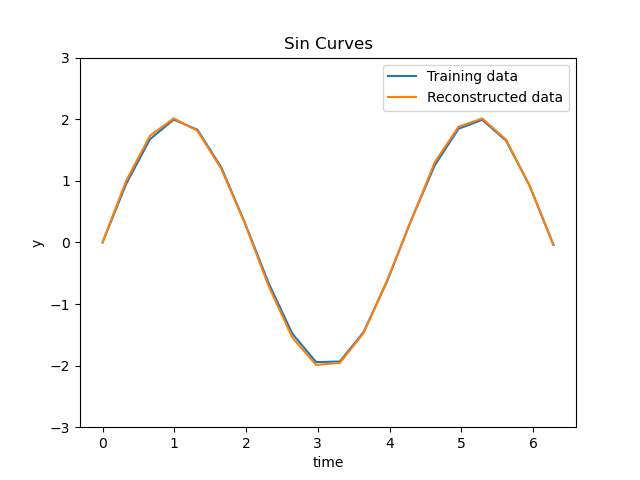 Sin Curves
Training data
Reconstructed data
3
2
1
0
−1
−2
−3
y
0 1 2 3 4 5 6
time